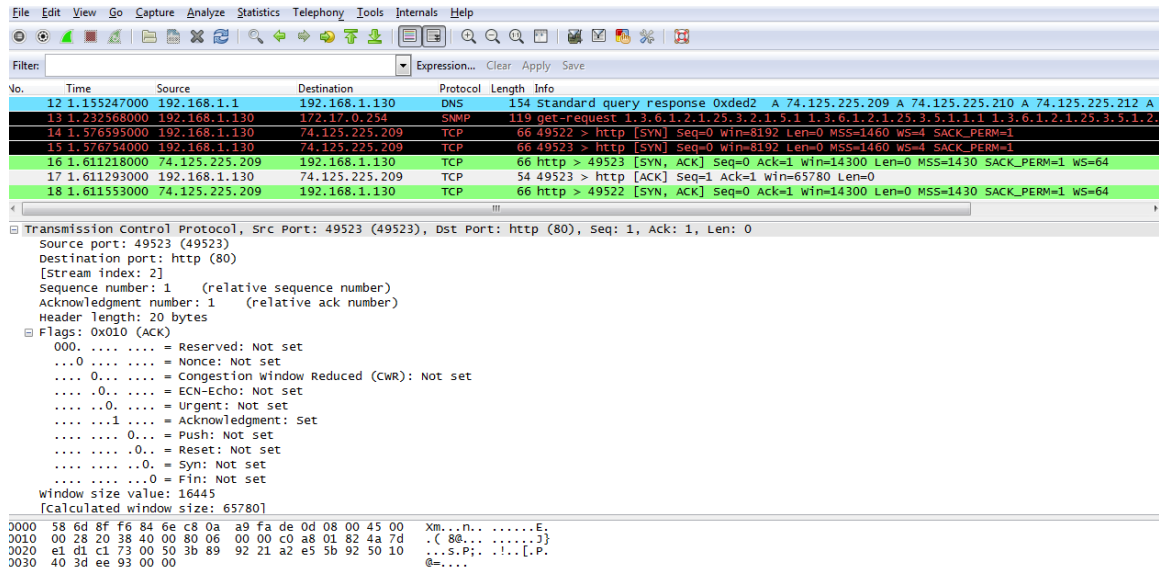 File Edit View Go Capture Analyze Statistics Telephony Tools Internals Help
Filter: Expression... Clear Apply Save
No. Time Source Destination Protocol Length Info
12 1.155247000 192.168.1.1 192.168.1.130 DNS 154 Standard query response 0xded2 A 74.125.225.209 A 74.125.225.210 A 74.125.225.212 A
13 1.232568000 192.168.1.130 172.17.0.254 SNMP 119 get-request 1.3.6.1.2.1.25.3.2.1.5.1 1.3.6.1.2.1.25.3.5.1.1.1 1.3.6.1.2.1.25.3.5.1.2.
14 1.576595000 192.168.1.130 74.125.225.209 TCP 66 49522 > http [SYN] Seq=0 Win=8192 Len=0 MSS=1460 WS=4 SACK_PERM=1
15 1.576754000 192.168.1.130 74.125.225.209 TCP 66 49523 > http [SYN] Seq=0 Win=8192 Len=0 MSS=1460 WS=4 SACK_PERM=1
16 1.611218000 74.125.225.209 192.168.1.130 TCP 66 http > 49523 [SYN, ACK] Seq=0 Ack=1 Win=14300 Len=0 MSS=1430 SACK_PERM=1 WS=64
17 1.611293000 192.168.1.130 74.125.225.209 TCP 54 49523 > http [ACK] Seq=1 Ack=1 Win=65780 Len=0
18 1.611553000 74.125.225.209 192.168.1.130 TCP 66 http > 49522 [SYN, ACK] Seq=0 Ack=1 Win=14300 Len=0 MSS=1430 SACK_PERM=1 WS=64
Transmission Control Protocol, Src Port: 49523 (49523), Dst Port: http (80), Seq: 1, Ack: 1, Len: 0
Source port: 49523 (49523)
Destination port: http (80)
[Stream index: 2]
Sequence number: 1 (relative sequence number)
Acknowledgment number: 1 (relative ack number)
Header length: 20 bytes
Flags: 0x010 (ACK)
000. .... .... = Reserved: Not set
...0 .... .... = Nonce: Not set
.... 0... .... = Congestion Window Reduced (CWR): Not set
.... .0.. .... = ECN-Echo: Not set
.... ..0. .... = Urgent: Not set
.... ...1 .... = Acknowledgment: Set
.... .... 0... = Push: Not set
.... .... .0.. = Reset: Not set
.... .... ..0. = Syn: Not set
.... .... ...0 = Fin: Not set
Window size value: 16445
[Calculated window size: 65780]
0000 58 6d 8f f6 84 6e c8 0a a9 fa de 0d 08 00 45 00 Xm...n.. ......E.
0010 00 28 20 38 40 00 80 06 00 00 c0 a8 01 82 4a 7d .( 8@... ......J}
0020 e1 d1 c1 73 00 50 3b 89 92 21 a2 e5 5b 92 50 10 ...s.P;. .!..[.P.
0030 40 3d ee 93 00 00 @=....